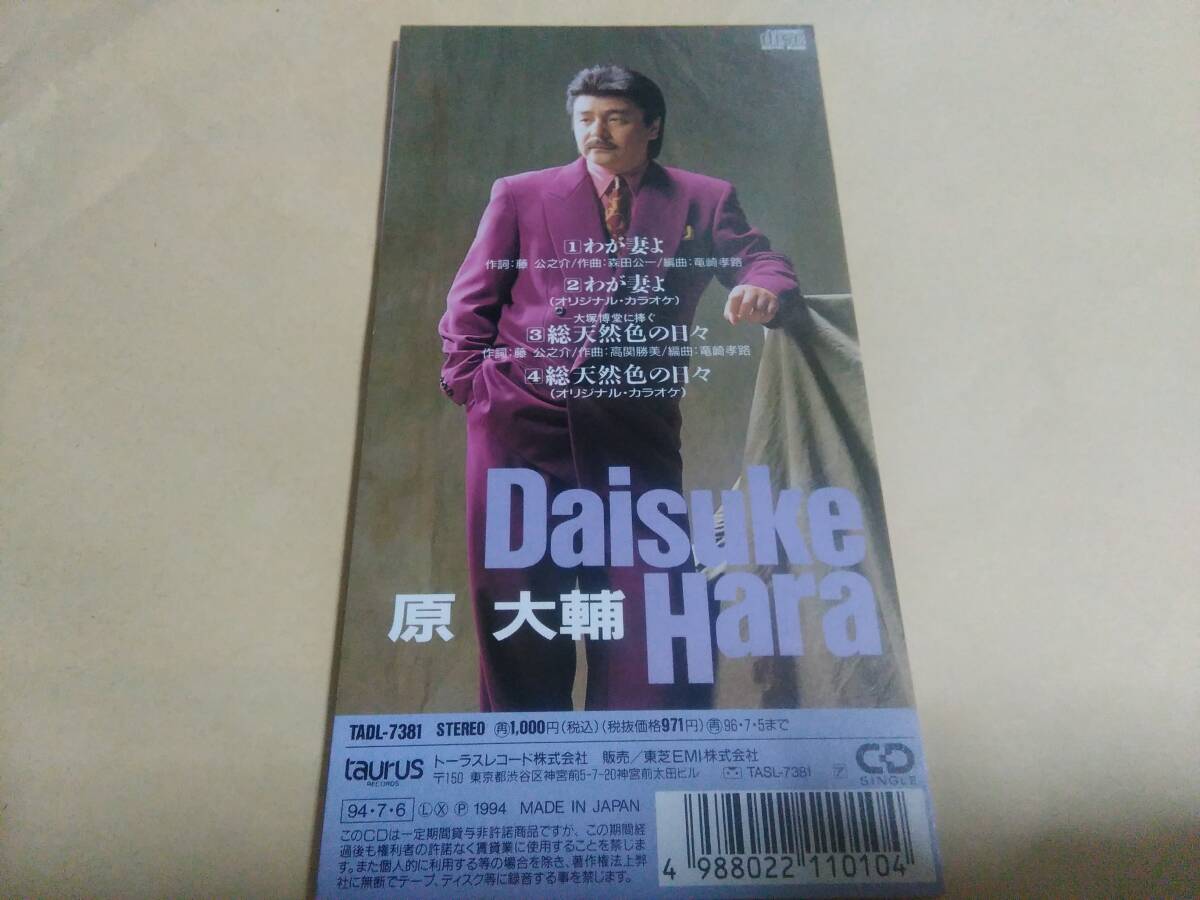 1 わが妻よ
作詞:藤 公之介/作曲:森田公一/編曲:竜崎孝路
2 わが妻よ
(オリジナル・カラオケ)
大塚博堂に捧ぐ
3 総天然色の日々
作詞:藤 公之介/作曲:高関勝美/編曲:竜崎孝路
4 総天然色の日々
(オリジナル・カラオケ)
Daisuke
Hara
原 大輔
TADL-7381 STEREO 再1,000円(税込)(税抜価格971円) 再96・7・5まで
taurus
RECORDS
トーラスレコード株式会社 販売/東芝EMI株式会社
〒150 東京都渋谷区神宮前5-7-20神宮前太田ビル TASL-7381 ア
CD
SINGLE
94・7・6 Ⓛ Ⓧ Ⓟ 1994 MADE IN JAPAN
このCDは一定期間貸与非許諾商品ですが、この期間経
過後も権利者の許諾なく賃貸業に使用することを禁じま
す。また個人的に利用する等の場合を除き、著作権法上弊
社に無断でテープ、ディスク等に録音する事を禁じます。
4 988022 110104